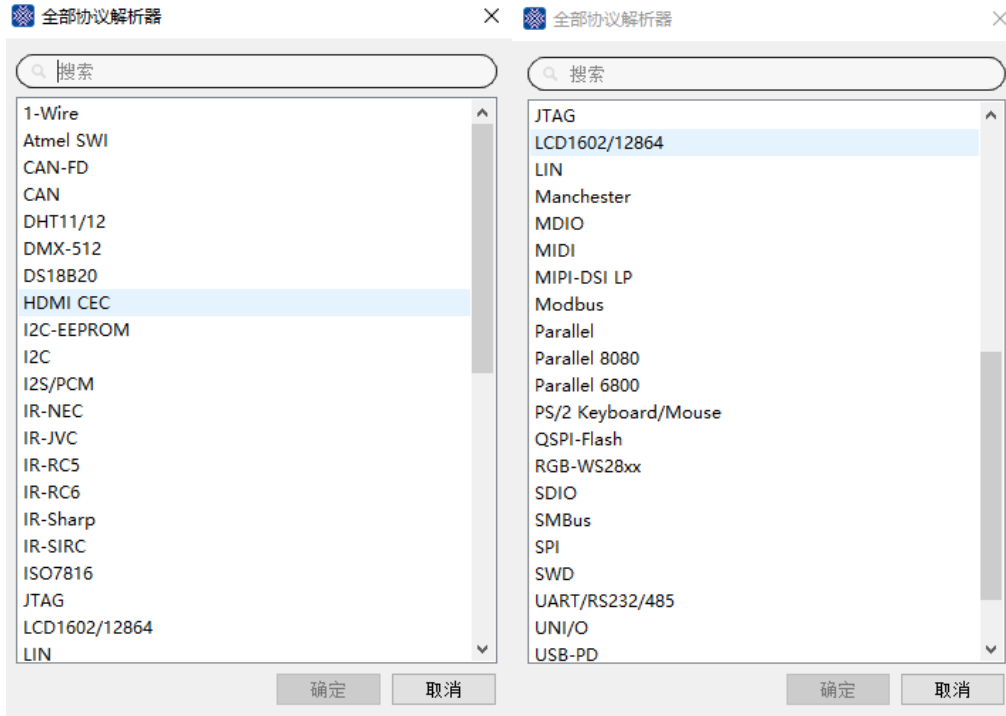 全部协议解析器
搜索
1-Wire
Atmel SWI
CAN-FD
CAN
DHT11/12
DMX-512
DS18B20
HDMI CEC
I2C-EEPROM
I2C
I2S/PCM
IR-NEC
IR-JVC
IR-RC5
IR-RC6
IR-Sharp
IR-SIRC
ISO7816
JTAG
LCD1602/12864
LIN
确定
取消
全部协议解析器
搜索
JTAG
LCD1602/12864
LIN
Manchester
MDIO
MIDI
MIPI-DSI LP
Modbus
Parallel
Parallel 8080
Parallel 6800
PS/2 Keyboard/Mouse
QSPI-Flash
RGB-WS28xx
SDIO
SMBus
SPI
SWD
UART/RS232/485
UNI/O
USB-PD
确定
取消